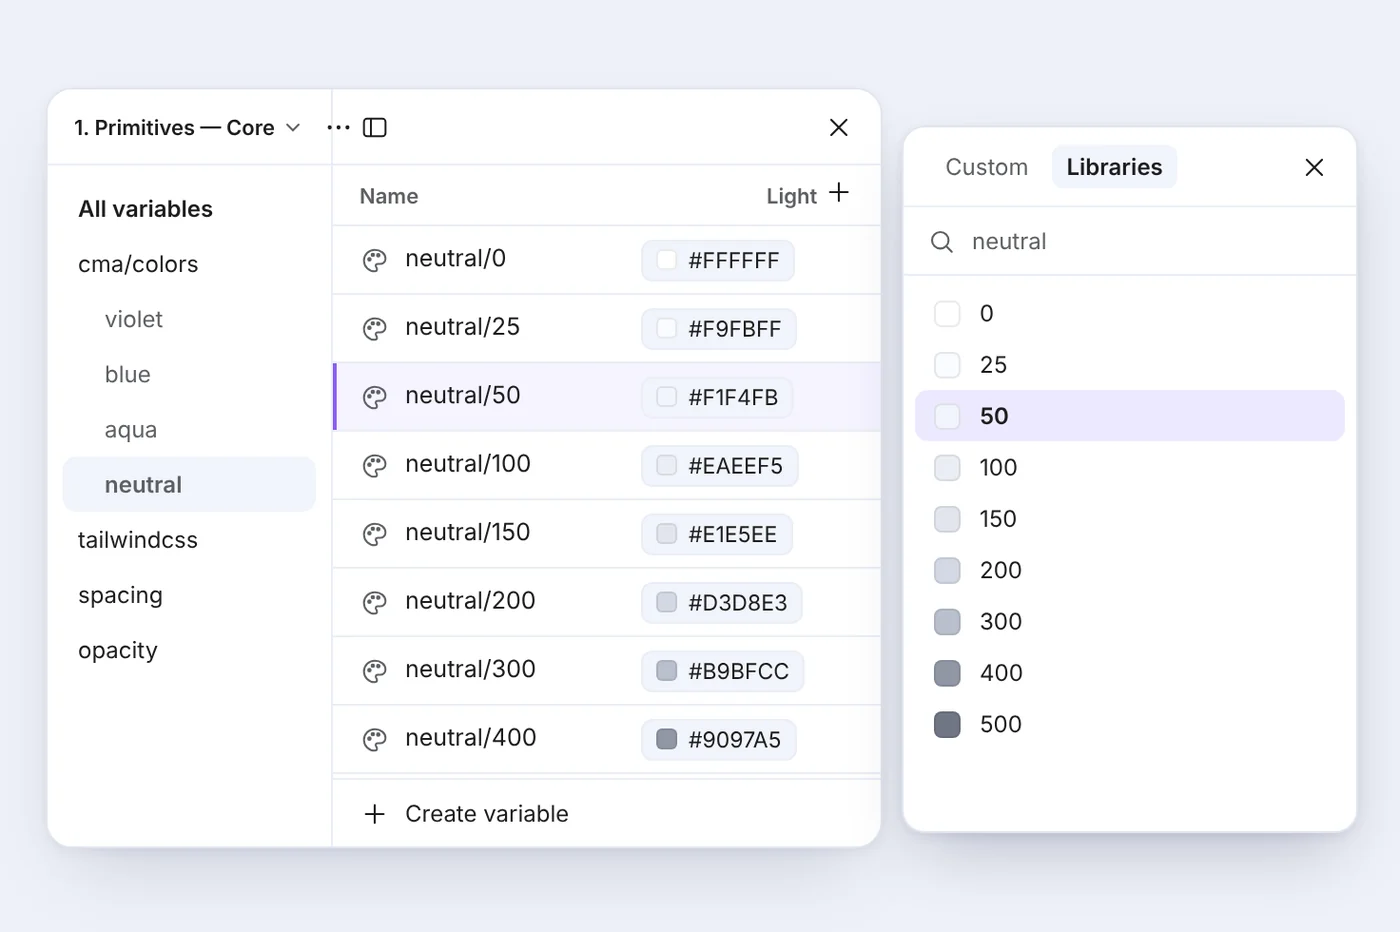 1. Primitives — Core
All variables
cma/colors
violet
blue
aqua
neutral
tailwindcss
spacing
opacity
Name Light
neutral/0 #FFFFFF
neutral/25 #F9FBFF
neutral/50 #F1F4FB
neutral/100 #EAEEF5
neutral/150 #E1E5EE
neutral/200 #D3D8E3
neutral/300 #B9BFCC
neutral/400 #9097A5
Create variable
Custom Libraries
neutral
0
25
50
100
150
200
300
400
500